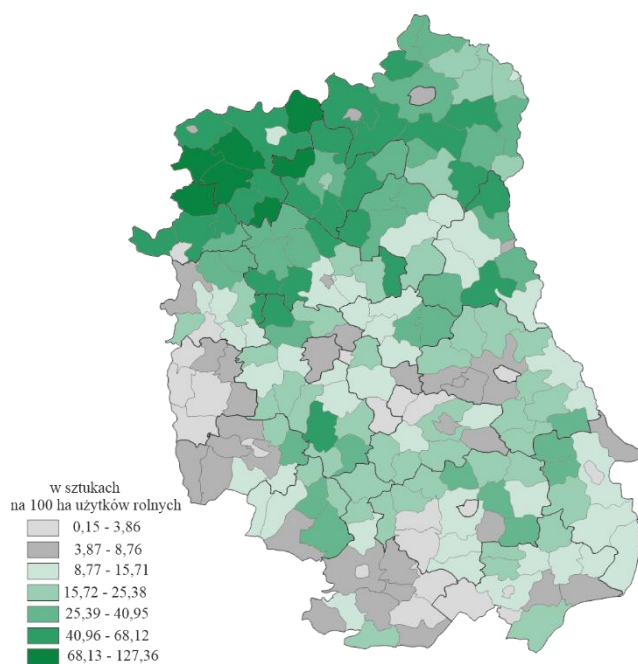 w sztukach
na 100 ha użytków rolnych
0,15 - 3,86
3,87 - 8,76
8,77 - 15,71
15,72 - 25,38
25,39 - 40,95
40,96 - 68,12
68,13 - 127,36